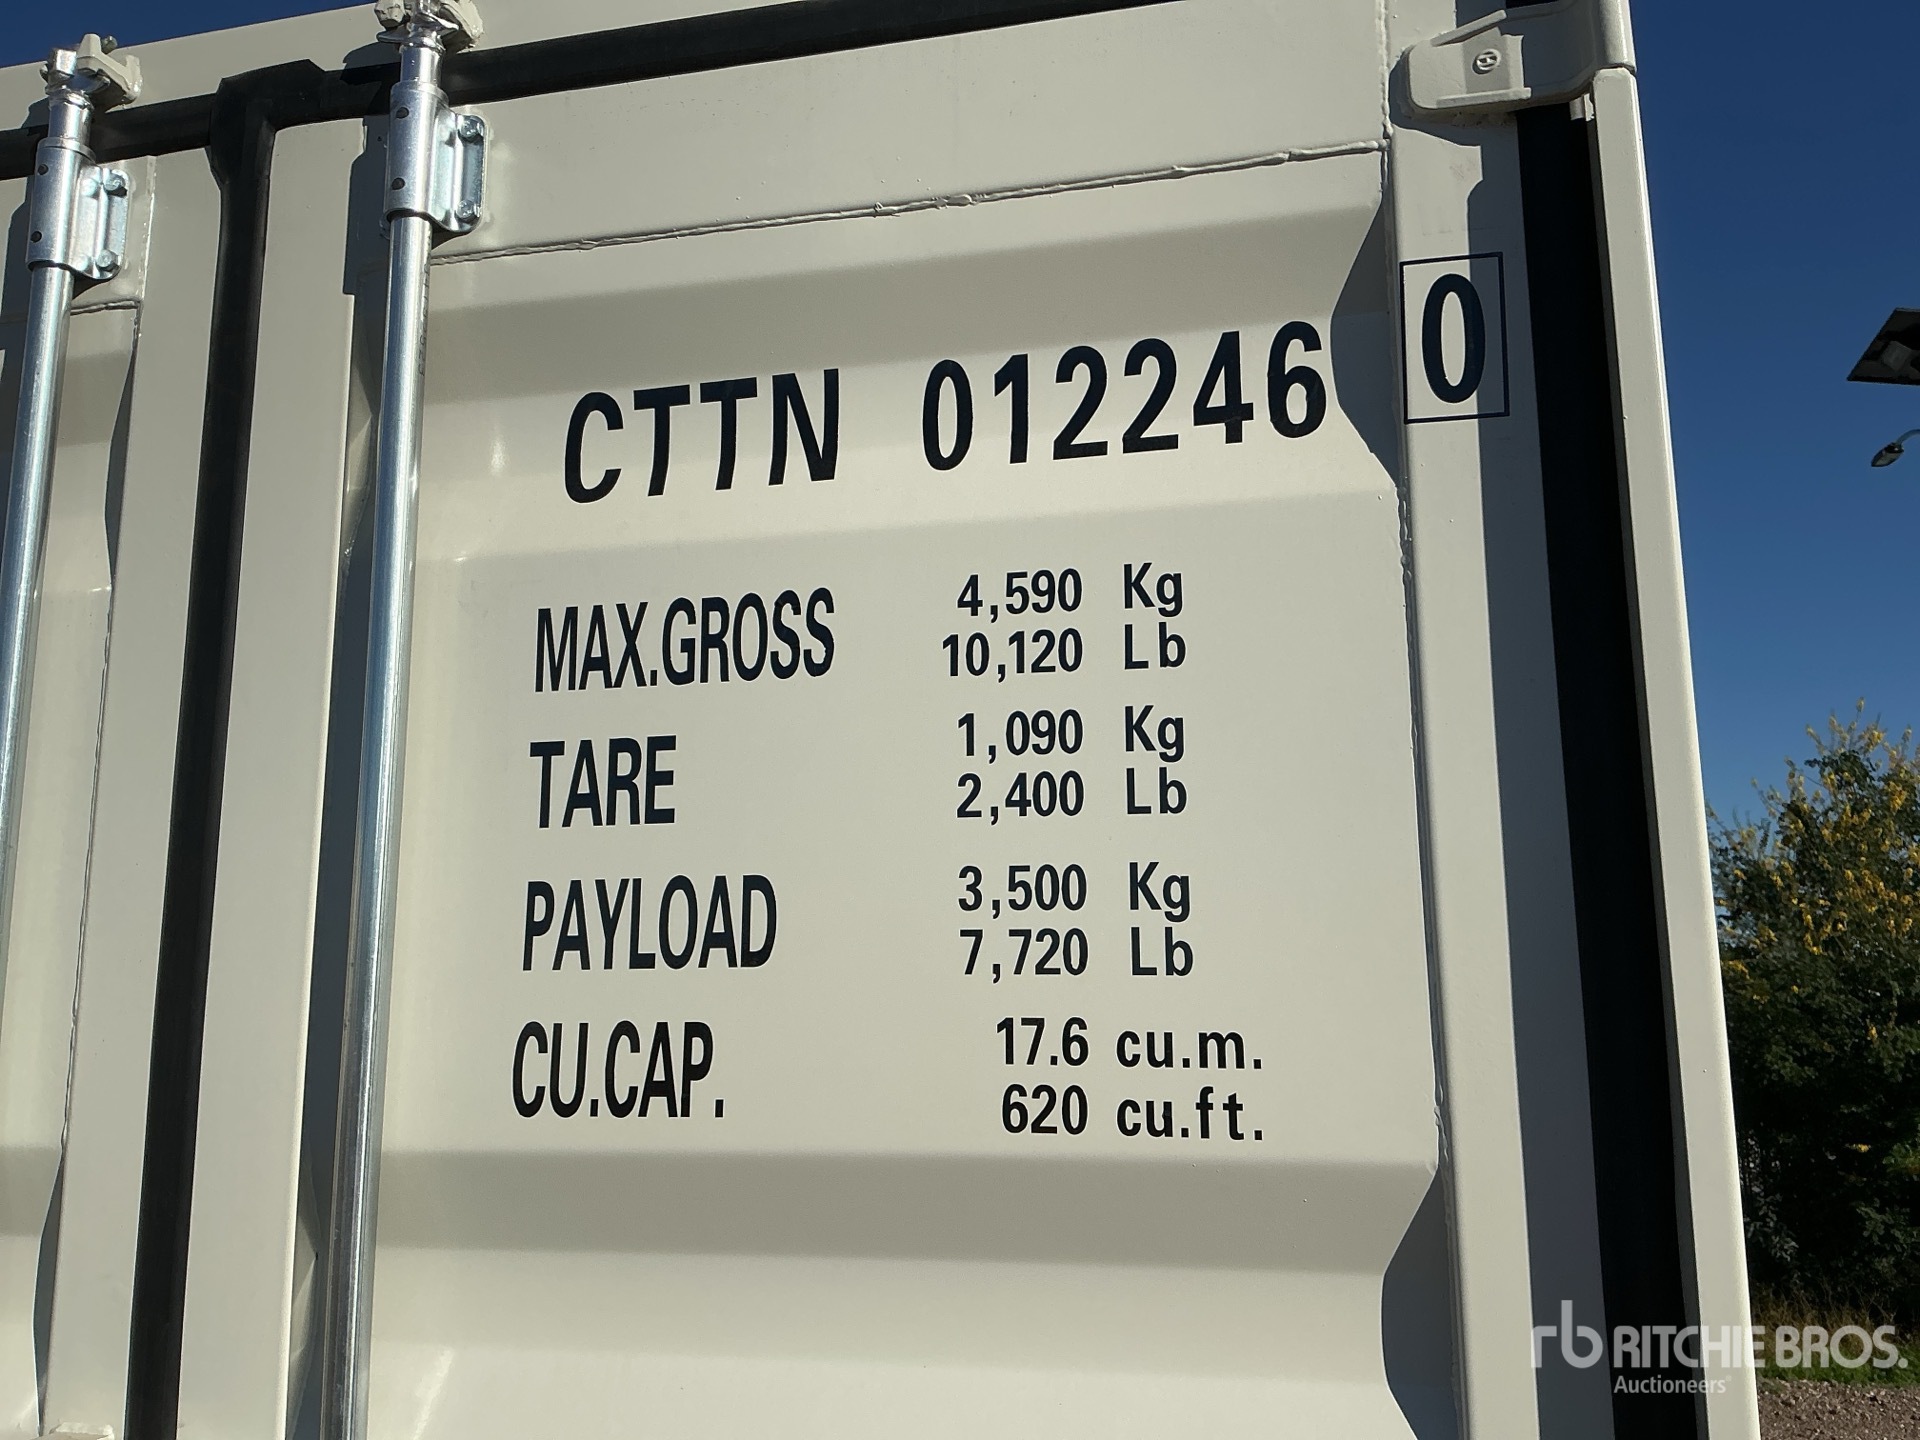 CTTN 012246 0
MAX.GROSS 4,590 Kg
10,120 Lb
TARE 1,090 Kg
2,400 Lb
PAYLOAD 3,500 Kg
7,720 Lb
CU.CAP. 17.6 cu.m.
620 cu.ft.
rb RITCHIE BROS.
Auctioneers